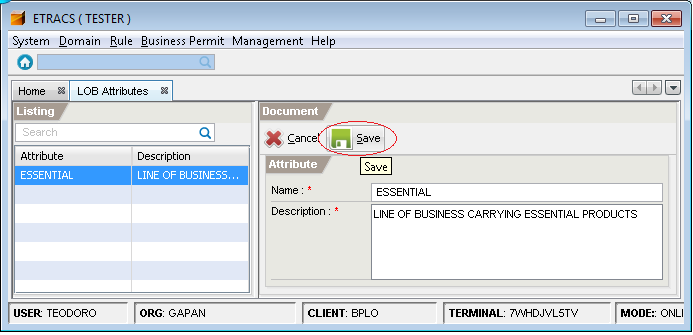 ETRACS ( TESTER )
System Domain Rule Business Permit Management Help
Home LOB Attributes
Listing
Search
Attribute Description
ESSENTIAL LINE OF BUSINESS...
Document
Cancel Save
Save
Attribute
Name : * ESSENTIAL
Description : * LINE OF BUSINESS CARRYING ESSENTIAL PRODUCTS
USER: TEODORO ORG: GAPAN CLIENT: BPLO TERMINAL: 7WHDJVL5TV MODE: ONLI